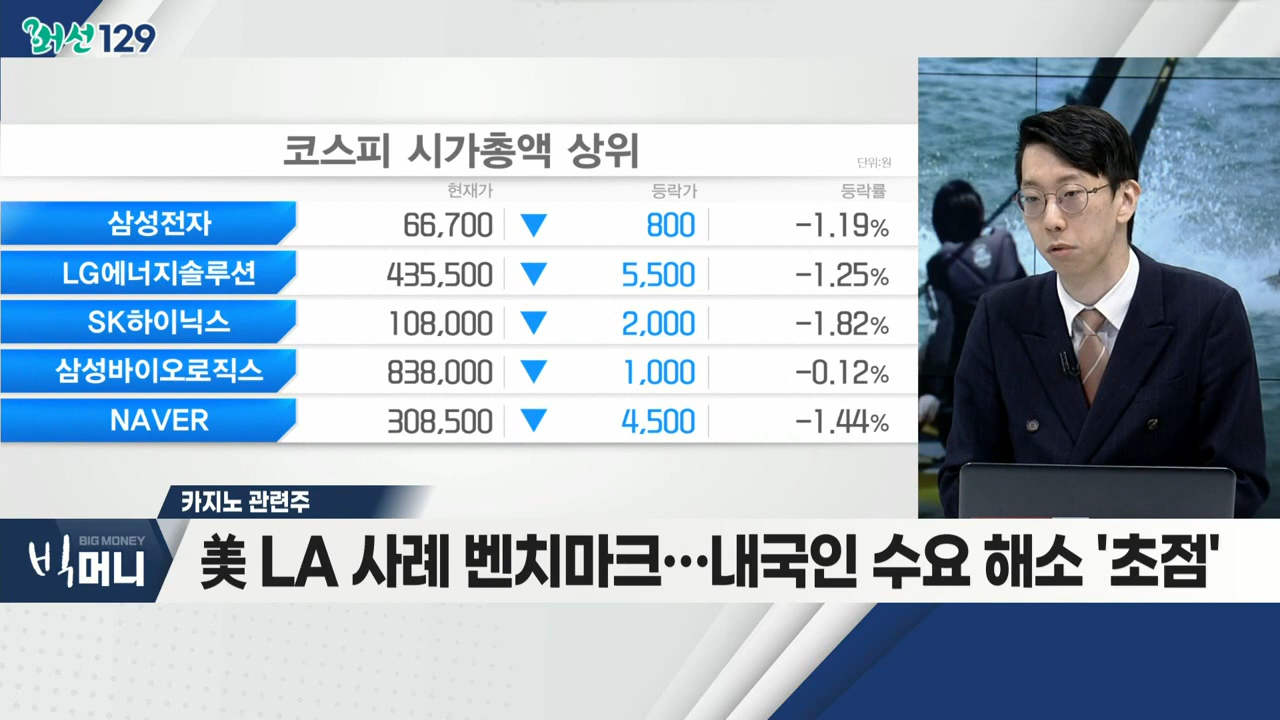 머선129
코스피 시가총액 상위
단위:원
현재가 등락가 등락률
삼성전자 66,700 ▼ 800 -1.19%
LG에너지솔루션 435,500 ▼ 5,500 -1.25%
SK하이닉스 108,000 ▼ 2,000 -1.82%
삼성바이오로직스 838,000 ▼ 1,000 -0.12%
NAVER 308,500 ▼ 4,500 -1.44%
카지노 관련주
BIG MONEY
빅머니
美 LA 사례 벤치마크…내국인 수요 해소 '초점'